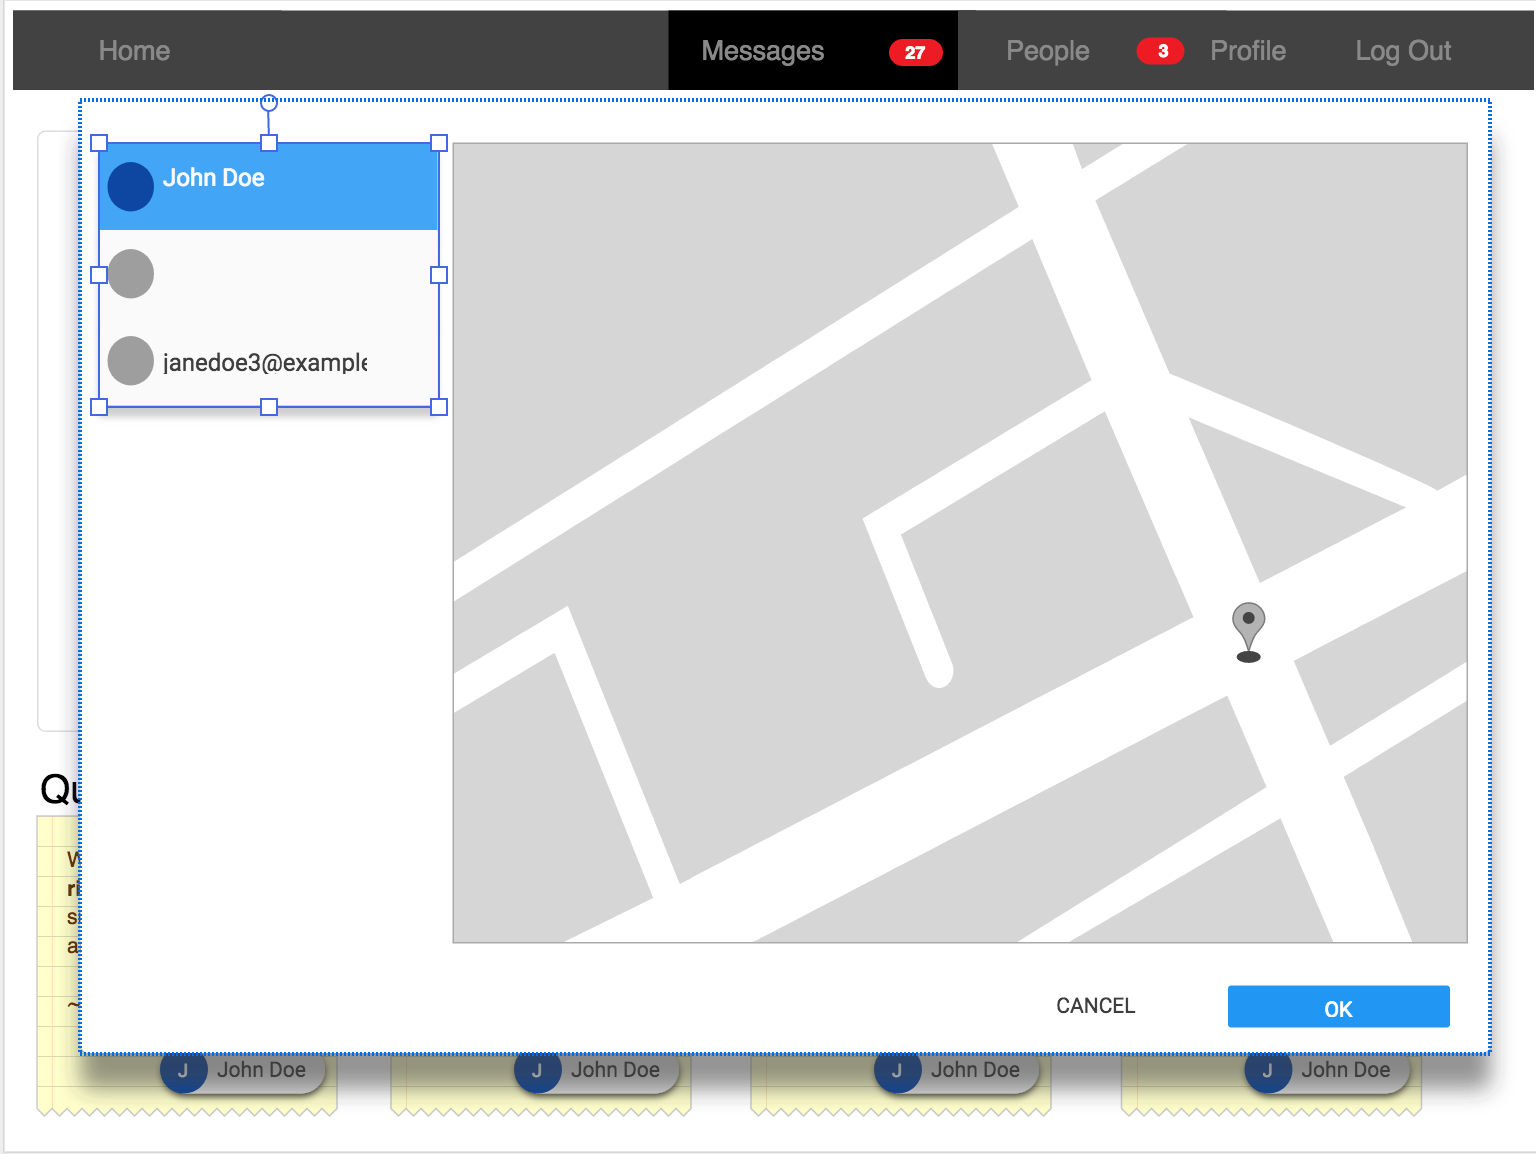 Home Messages 27 People 3 Profile Log Out
John Doe
janedoe3@example
Qu
W
ri
s
a
~
CANCEL OK
J John Doe J John Doe J John Doe J John Doe